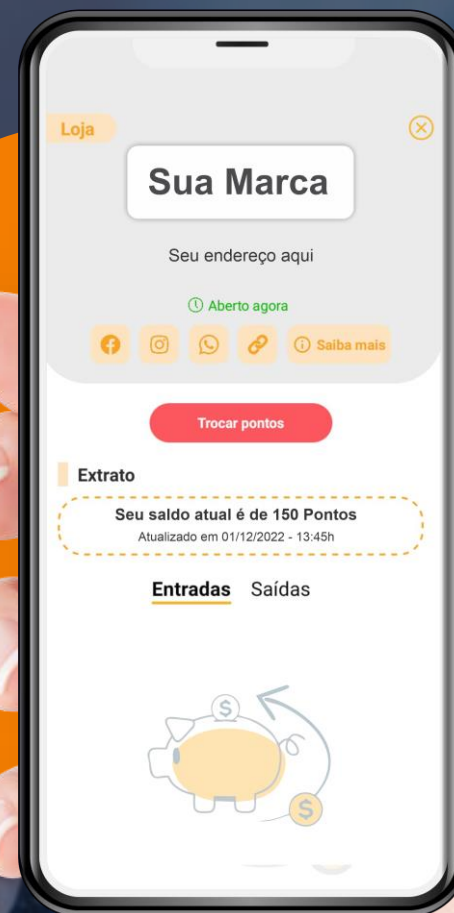 Loja
Sua Marca
Seu endereço aqui
Aberto agora
Saiba mais
Trocar pontos
Extrato
Seu saldo atual é de 150 Pontos
Atualizado em 01/12/2022 - 13:45h
Entradas Saídas
$
$